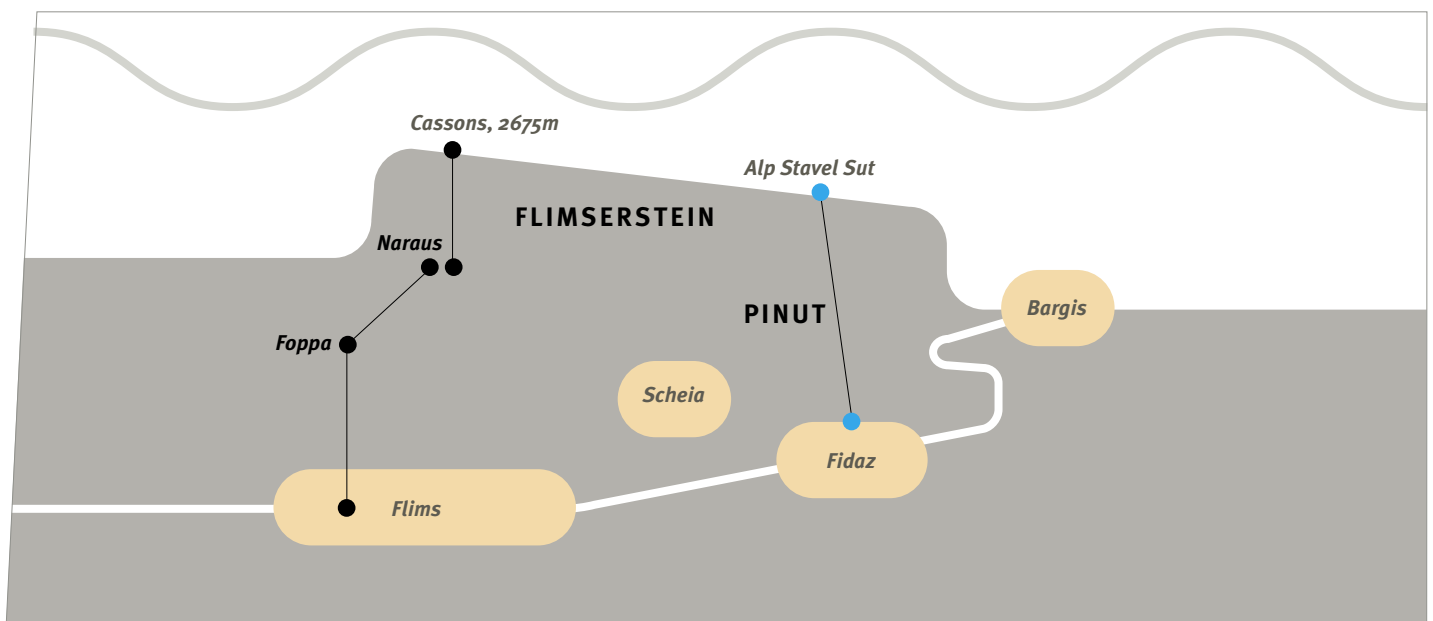 Cassons, 2675m
Alp Stavel Sut
FLIMSERSTEIN
Naraus
Bargis
PINUT
Foppa
Scheia
Fidaz
Flims